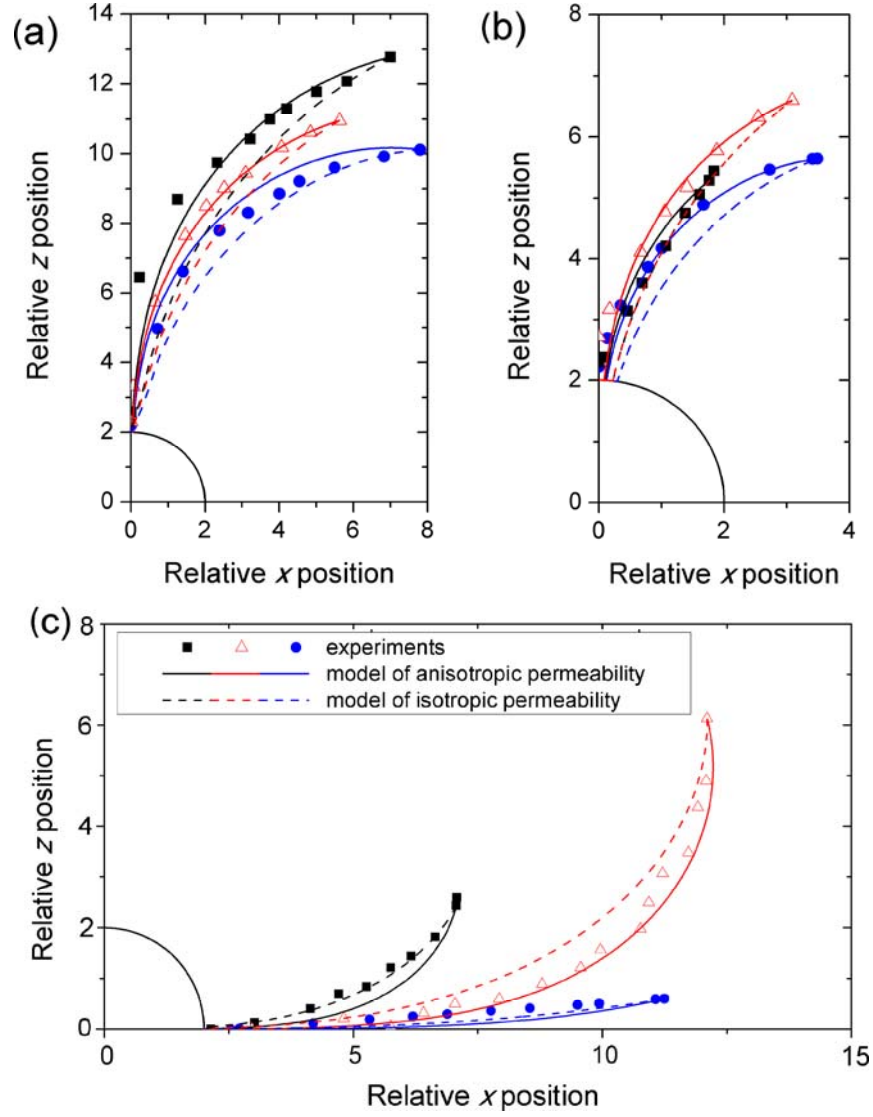 (a)
14
12
10
8
6
4
2
0
0 2 4 6 8
Relative z position
Relative x position
(b)
8
6
4
2
0
0 2 4
Relative z position
Relative x position
(c)
8
6
4
2
0
0 5 10 15
Relative z position
Relative x position
experiments
model of anisotropic permeability
model of isotropic permeability